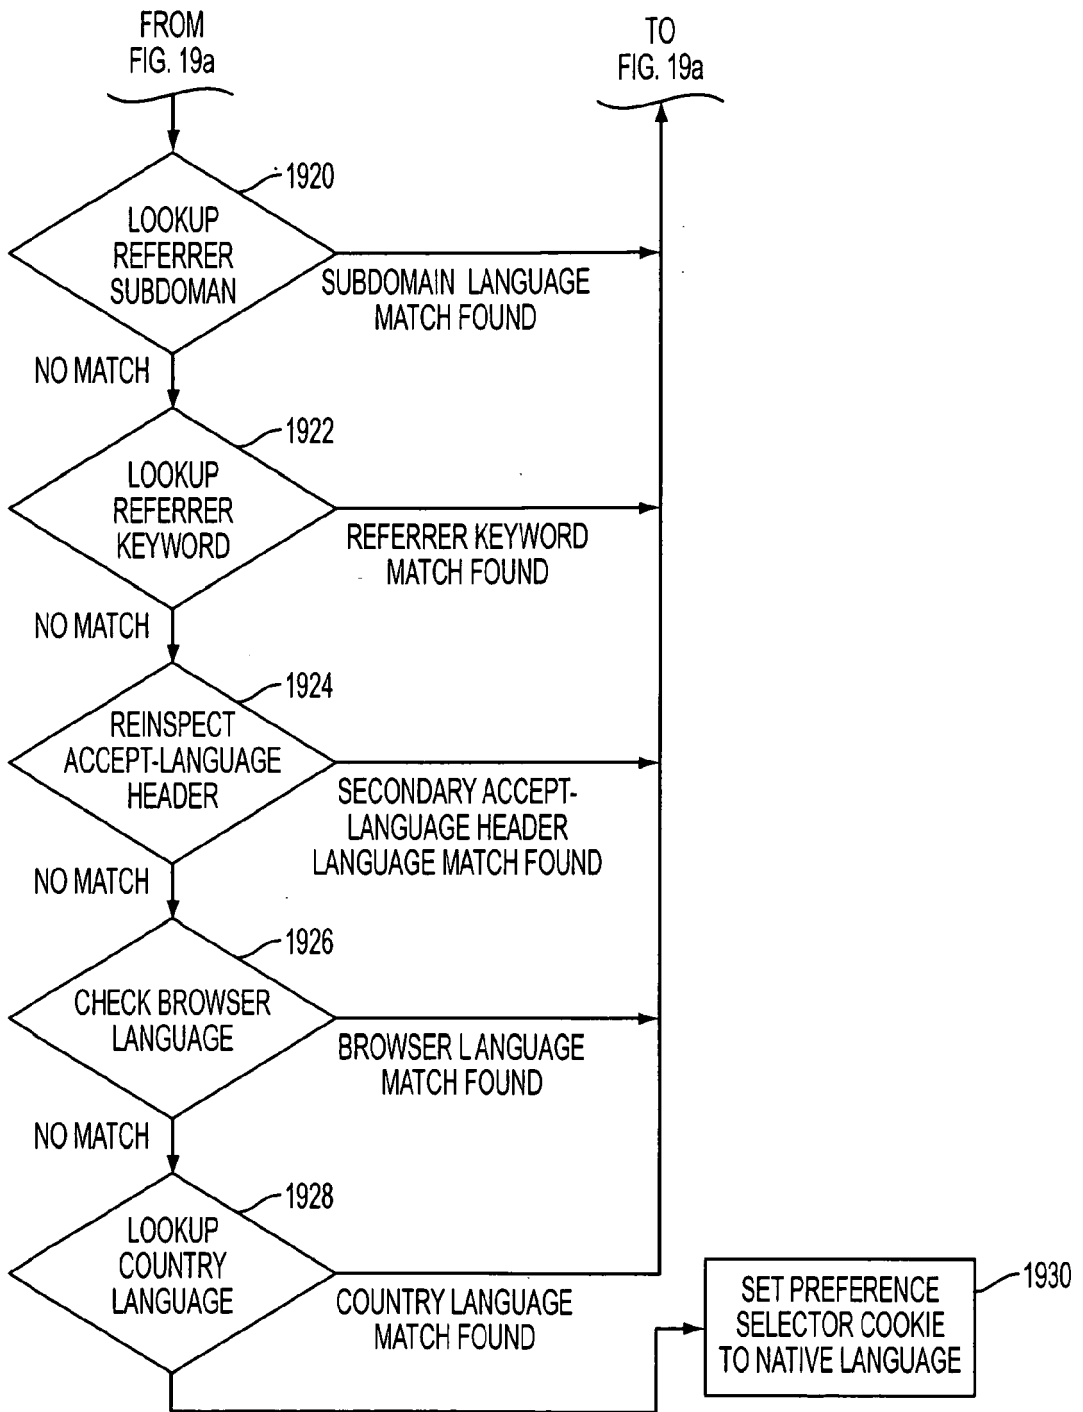 FROM
FIG. 19a
TO
FIG. 19a
1920
LOOKUP
REFERRER
SUBDOMAN
SUBDOMAIN LANGUAGE
MATCH FOUND
NO MATCH
1922
LOOKUP
REFERRER
KEYWORD
REFERRER KEYWORD
MATCH FOUND
NO MATCH
1924
REINSPECT
ACCEPT-LANGUAGE
HEADER
SECONDARY ACCEPT-
LANGUAGE HEADER
LANGUAGE MATCH FOUND
NO MATCH
1926
CHECK BROWSER
LANGUAGE
BROWSER LANGUAGE
MATCH FOUND
NO MATCH
1928
LOOKUP
COUNTRY
LANGUAGE
COUNTRY LANGUAGE
MATCH FOUND
1930
SET PREFERENCE
SELECTOR COOKIE
TO NATIVE LANGUAGE